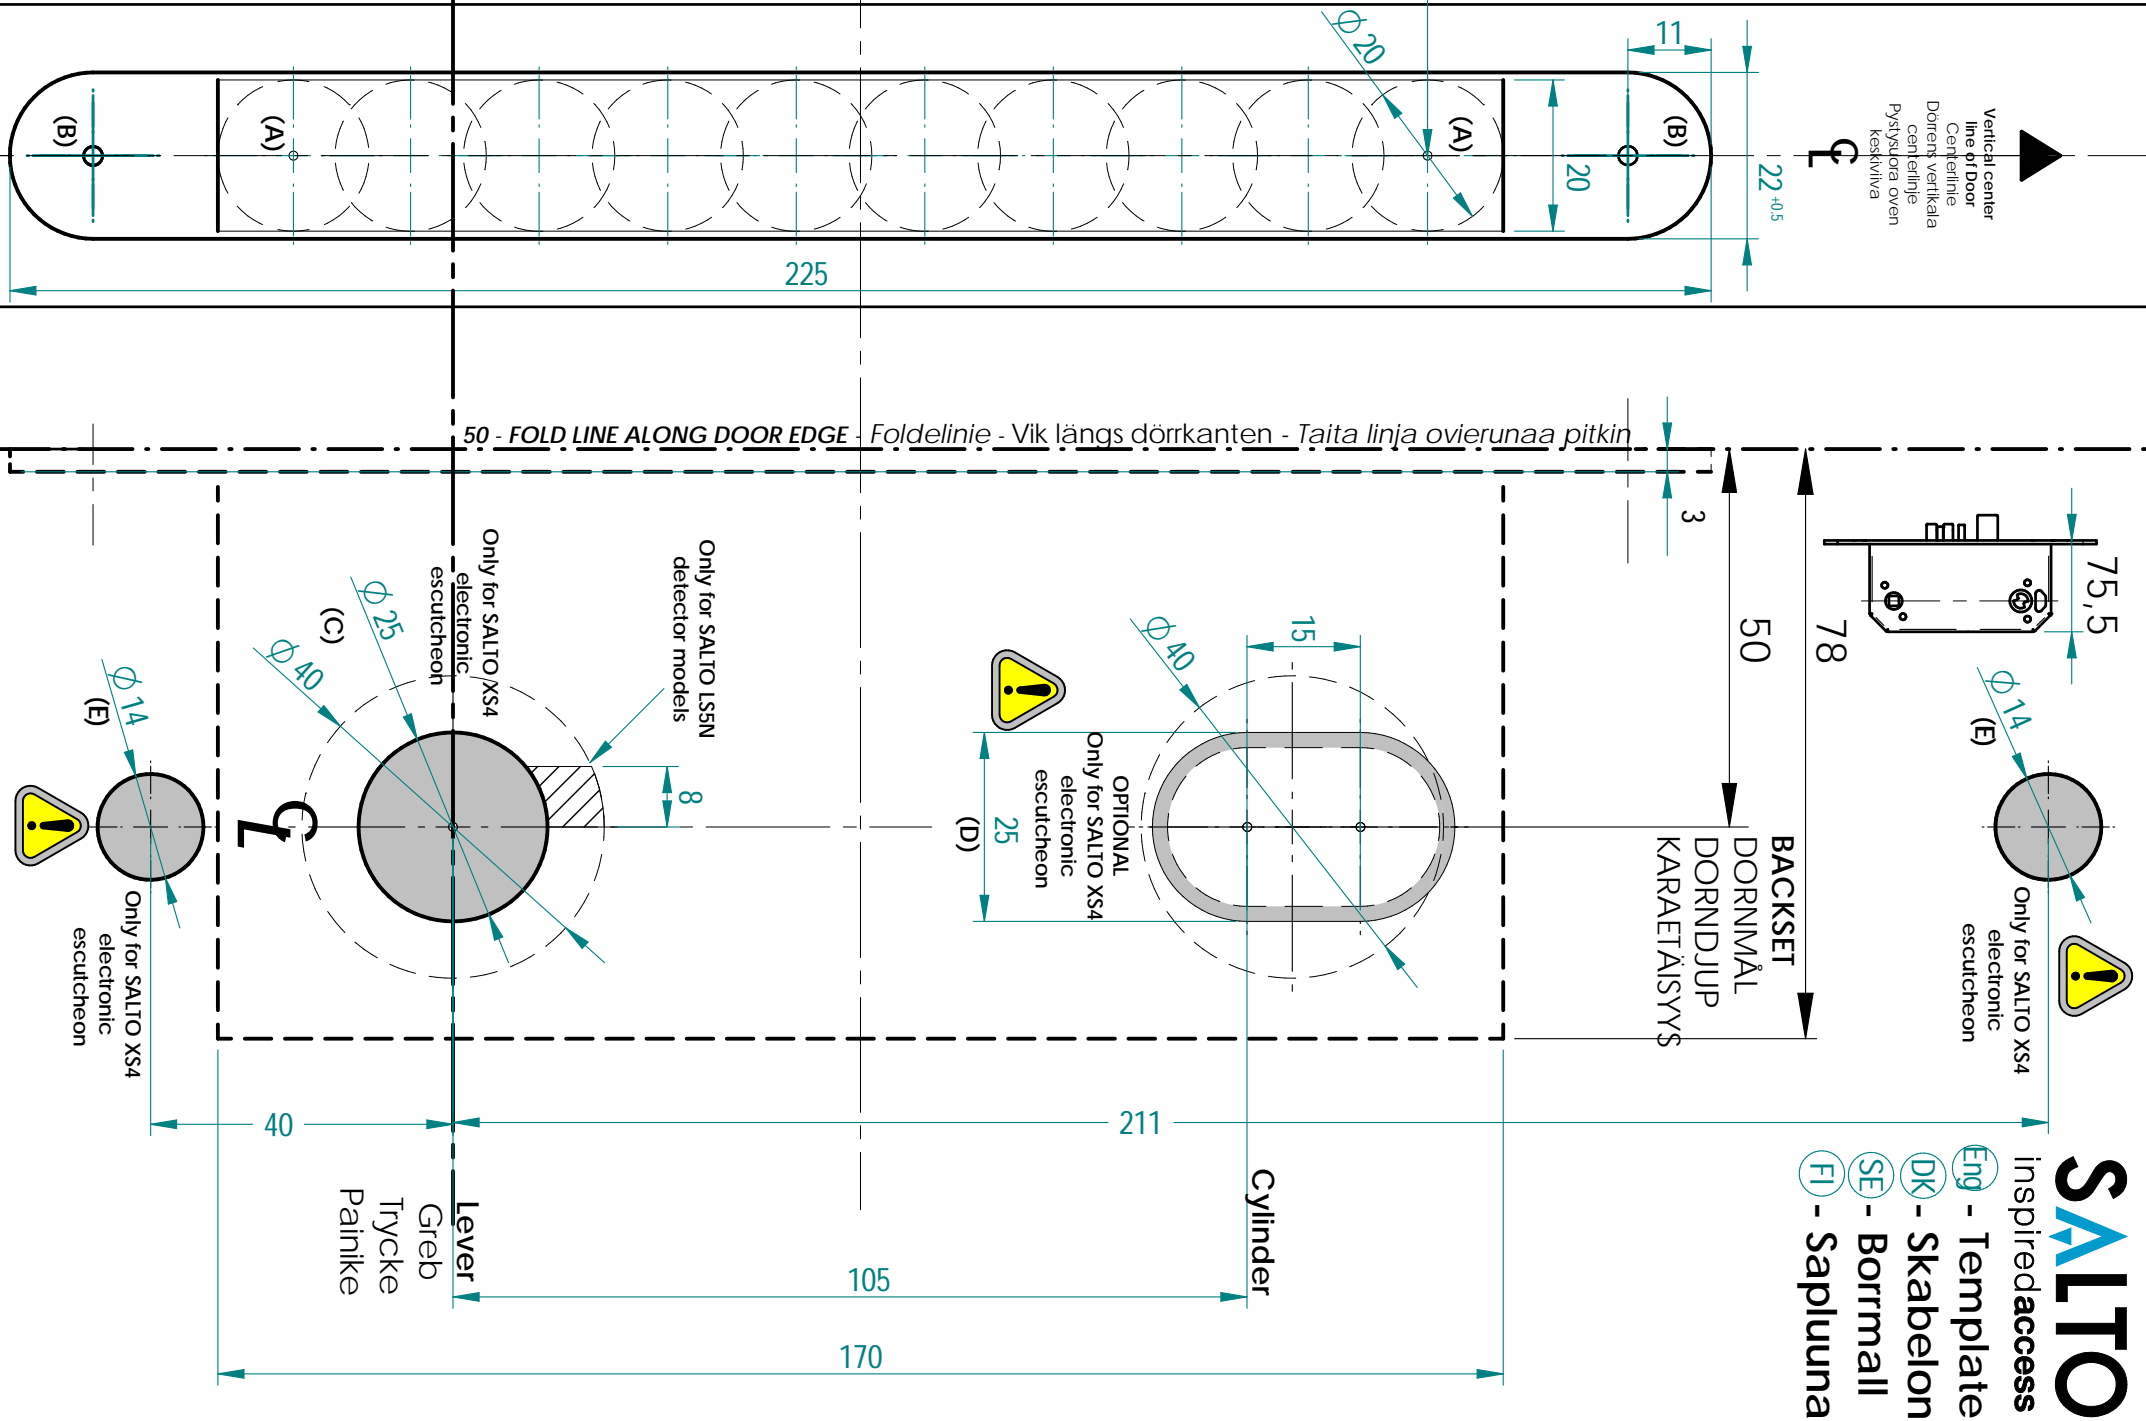 Ø 20
11
(B)
(A)
(A)
(B)
20
22 +0.5
225
Vertical center
line of Door
Centerlinie
Dörrens vertikala
centerlinje
Pystysuora oven
keskiviiva
CL
50 - FOLD LINE ALONG DOOR EDGE - Foldelinie - Vik längs dörrkanten - Taita linja ovierunaa pitkin
3
50
78
75,5
BACKSET
DORNMÅL
DORNDJUP
KARAETÄISYYS
Only for SALTO XS4
electronic
escutcheon
Only for SALTO LS5N
detector models
Ø 25
(C)
Ø 40
Ø 14
(E)
8
CL
Only for SALTO XS4
electronic
escutcheon
Ø 40
15
OPTIONAL
Only for SALTO XS4
electronic
escutcheon
25
(D)
Ø 14
(E)
Only for SALTO XS4
electronic
escutcheon
40
211
105
170
Lever
Greb
Trycke
Painike
Cylinder
SALTO
inspiredaccess
Eng - Template
DK - Skabelon
SE - Borrmall
FI - Sapluuna